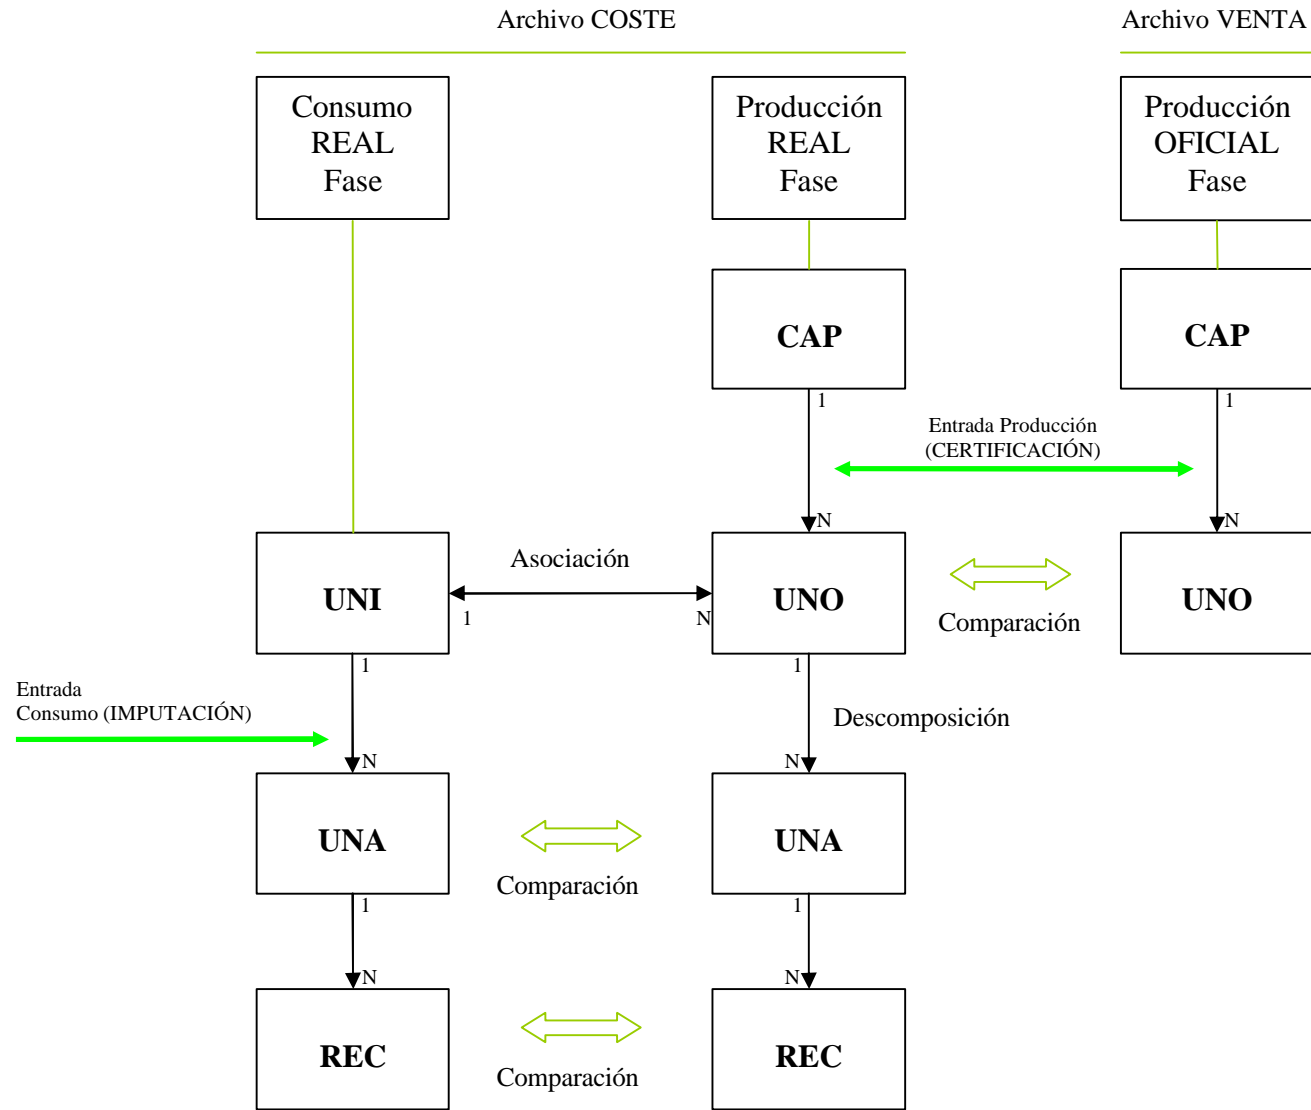 Archivo COSTE
Archivo VENTA
Consumo
REAL
Fase
Producción
REAL
Fase
Producción
OFICIAL
Fase
CAP
CAP
1
1
Entrada Producción
(CERTIFICACIÓN)
N
N
UNI
Asociación
UNO
UNO
1
N
Comparación
1
1
Entrada
Consumo (IMPUTACIÓN)
Descomposición
N
N
UNA
UNA
Comparación
1
1
N
N
REC
REC
Comparación